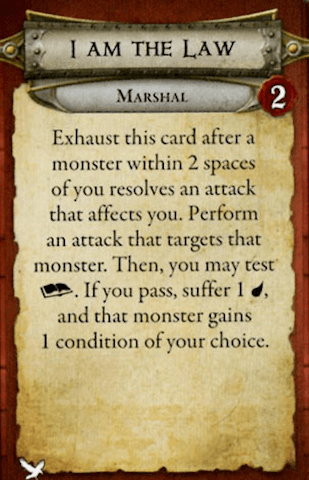 I am the Law
Marshal
2
Exhaust this card after a
monster within 2 spaces
of you resolves an attack
that affects you. Perform
an attack that targets that
monster. Then, you may test
. If you pass, suffer 1 ,
and that monster gains
1 condition of your choice.